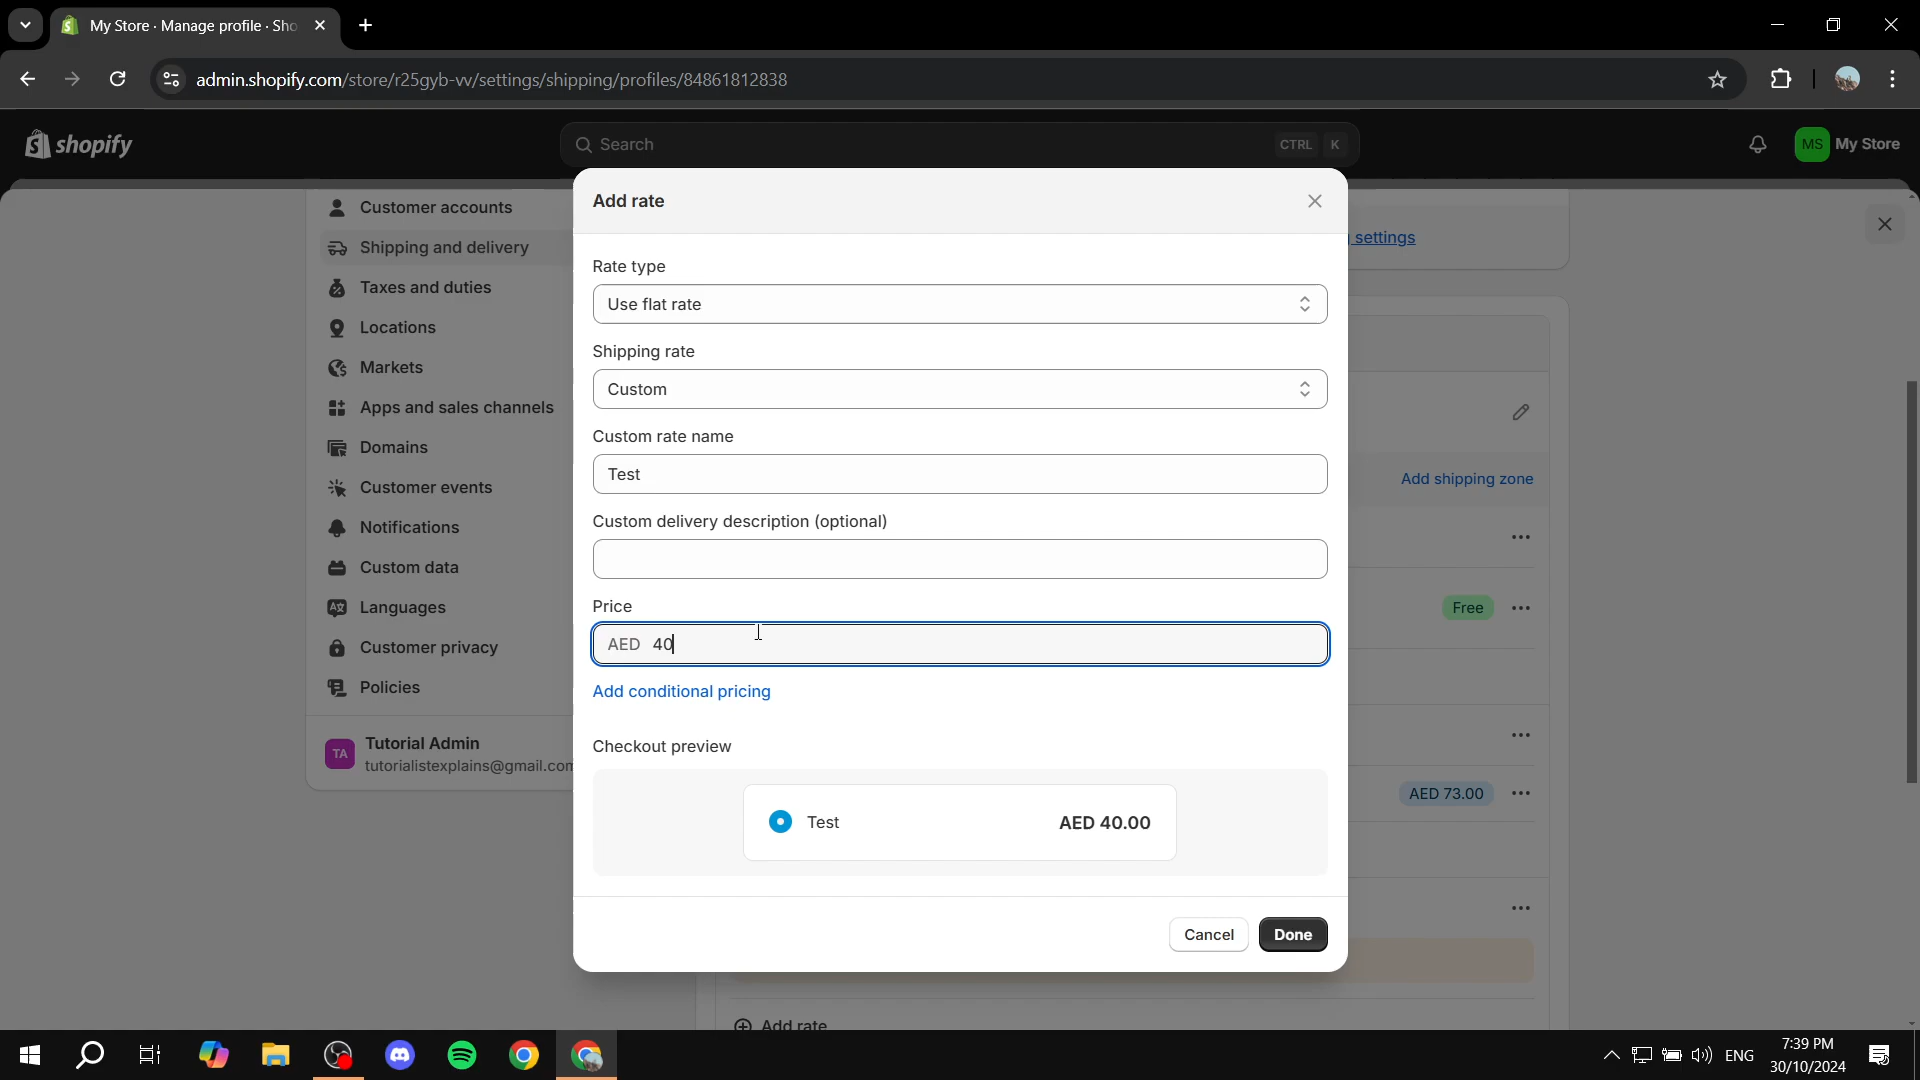 My Store · Manage profile · Sho
admin.shopify.com/store/r25gyb-vv/settings/shipping/profiles/84861812838
shopify
Search
CTRL K
MS My Store
Customer accounts
Shipping and delivery
Taxes and duties
Locations
Markets
Apps and sales channels
Domains
Customer events
Notifications
Custom data
Languages
Customer privacy
Policies
TA
Tutorial Admin
tutorialistexplains@gmail.com
Add rate
Rate type
Use flat rate
Shipping rate
Custom
Custom rate name
Test
Custom delivery description (optional)
Price
AED 40
Add conditional pricing
Checkout preview
Test AED 40.00
Cancel Done
settings
Add shipping zone
Free
AED 73.00
Add rate
ENG
7:39 PM
30/10/2024